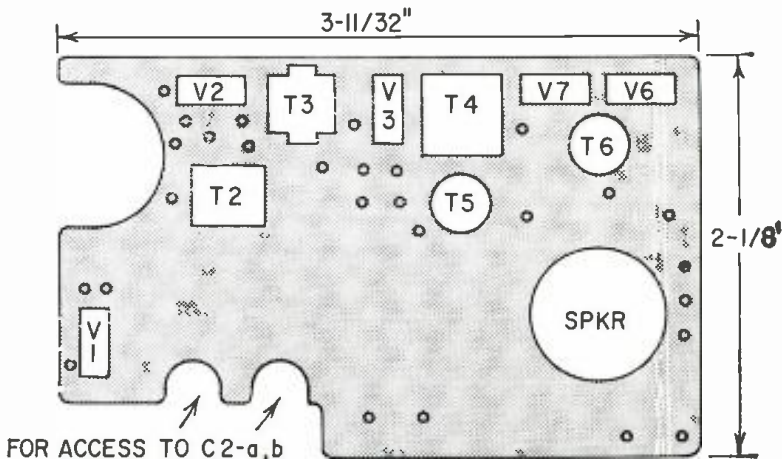 3-11/32"
V2
T3
V
3
T4
V7
V6
T6
T2
T5
2-1/8"
SPKR
V
1
FOR ACCESS TO C2-a,b